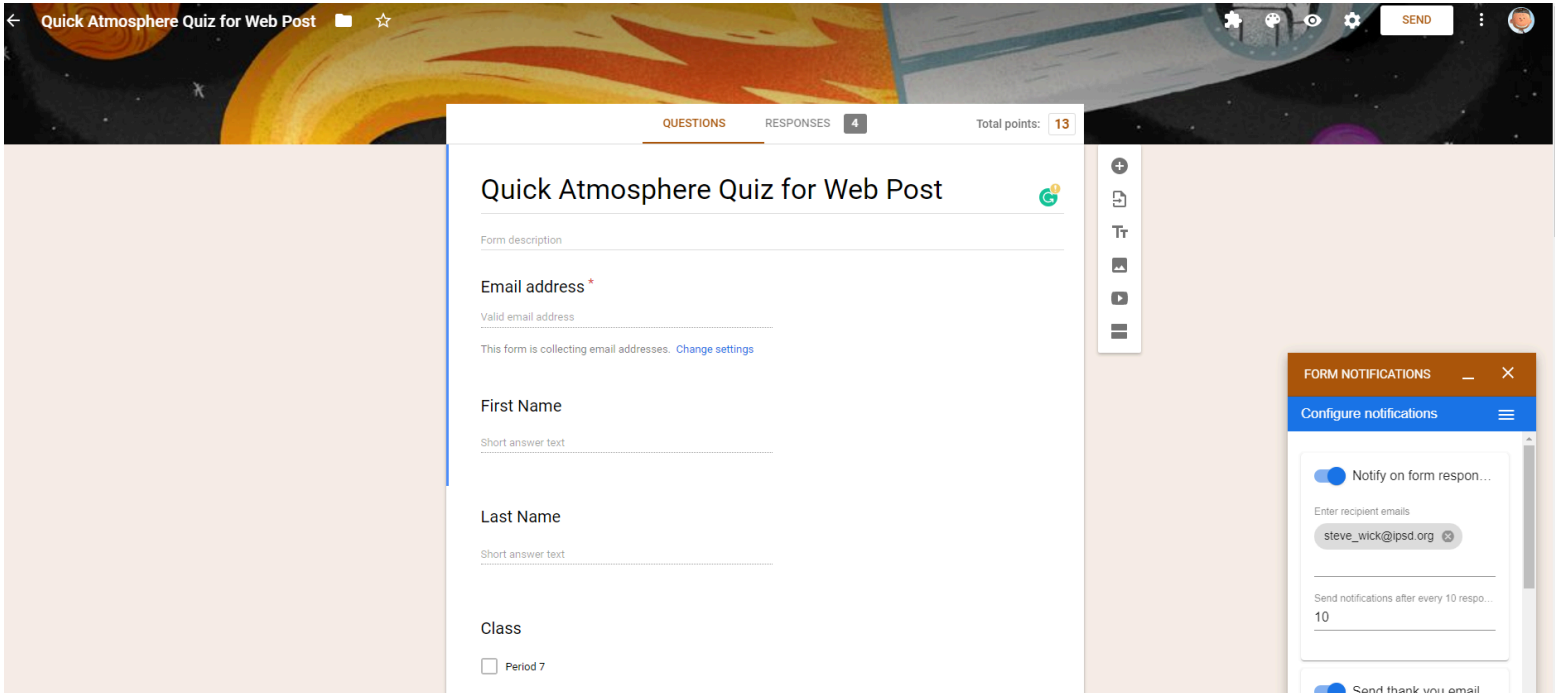 Quick Atmosphere Quiz for Web Post
SEND
QUESTIONS RESPONSES 4 Total points: 13
Quick Atmosphere Quiz for Web Post
Form description
Email address *
Valid email address
This form is collecting email addresses. Change settings
First Name
Short answer text
Last Name
Short answer text
Class
Period 7
FORM NOTIFICATIONS
Configure notifications
Notify on form respon...
Enter recipient emails
steve_wick@ipsd.org
Send notifications after every 10 respo...
10
Send thank you email